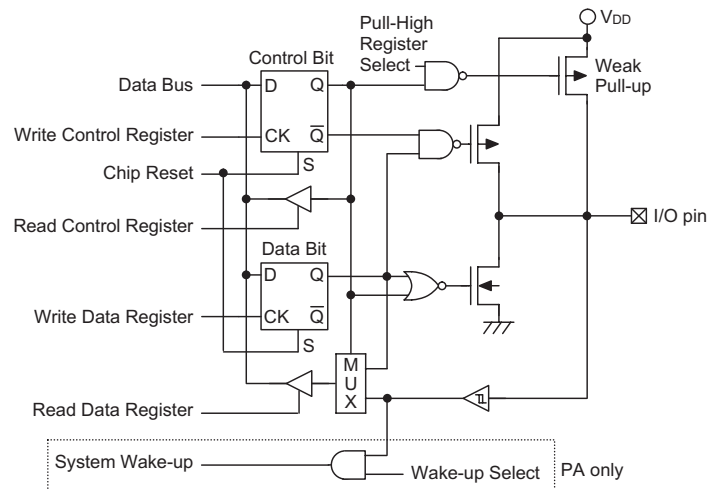 VDD
Pull-High
Register
Select
Control Bit
Weak
Pull-up
Data Bus
D
Q
Write Control Register
CK
Q
S
Chip Reset
Read Control Register
I/O pin
Data Bit
D
Q
Write Data Register
CK
Q
S
M
U
X
Read Data Register
System Wake-up
Wake-up Select
PA only